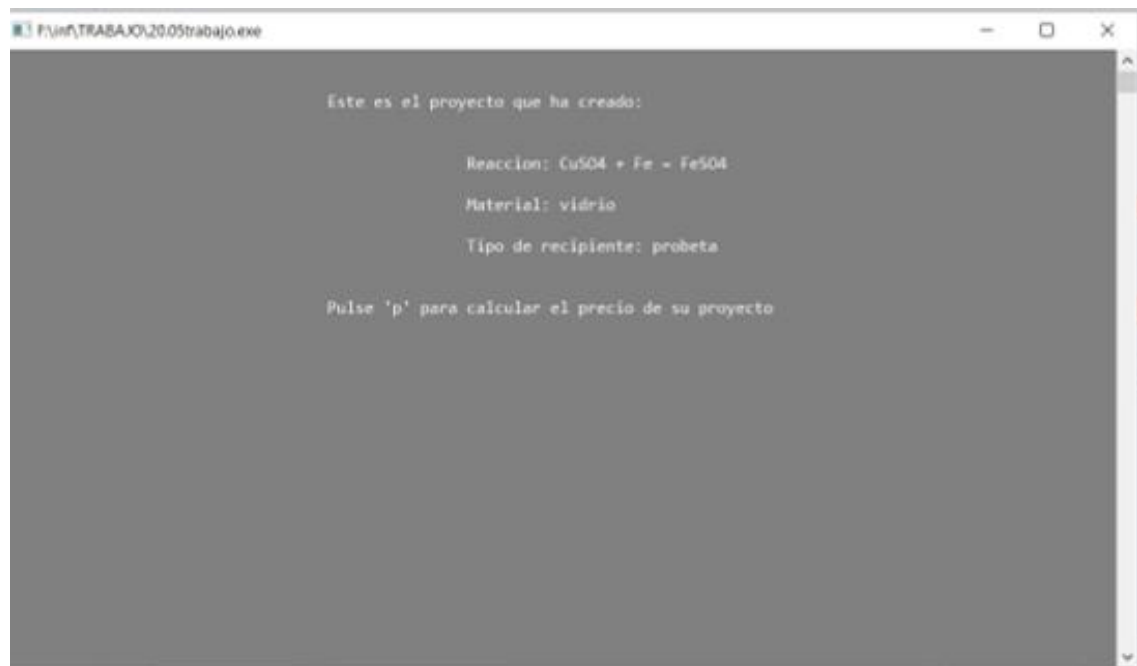 F:\inf\TRABAJO\20.05trabajo.exe
Este es el proyecto que ha creado:
Reaccion: CuSO4 + Fe = FeSO4
Material: vidrio
Tipo de recipiente: probeta
Pulse 'p' para calcular el precio de su proyecto